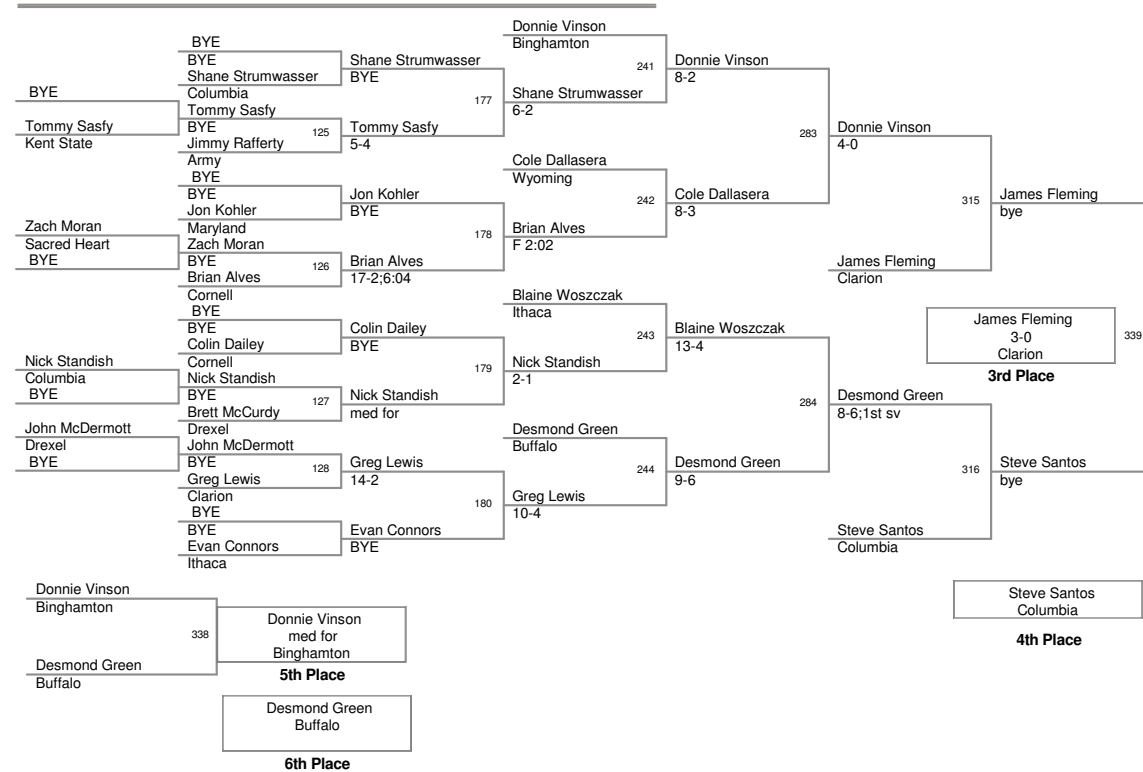 BYE
Tommy Sasfy
Kent State
Zach Moran
Sacred Heart
BYE
Nick Standish
Columbia
BYE
John McDermott
Drexel
BYE
BYE
BYE
Shane Strumwasser
Columbia
Tommy Sasfy
BYE
125
Jimmy Rafferty
Army
BYE
BYE
Jon Kohler
Maryland
Zach Moran
BYE
126
Brian Alves
Cornell
BYE
BYE
Colin Dailey
Cornell
Nick Standish
BYE
127
Brett McCurdy
Drexel
John McDermott
BYE
128
Greg Lewis
Clarion
BYE
BYE
Evan Connors
Ithaca
Shane Strumwasser
BYE
177
Tommy Sasfy
5-4
Jon Kohler
BYE
178
Brian Alves
17-2;6:04
Colin Dailey
BYE
179
Nick Standish
med for
Greg Lewis
14-2
180
Evan Connors
BYE
Donnie Vinson
Binghamton
241
Shane Strumwasser
6-2
Cole Dallasera
Wyoming
242
Brian Alves
F 2:02
Blaine Woszczak
Ithaca
243
Nick Standish
2-1
Desmond Green
Buffalo
244
Greg Lewis
10-4
Donnie Vinson
8-2
283
Cole Dallasera
8-3
Blaine Woszczak
13-4
284
Desmond Green
9-6
Donnie Vinson
4-0
315
James Fleming
Clarion
Desmond Green
8-6;1st sv
316
Steve Santos
Columbia
James Fleming
bye
James Fleming
3-0
Clarion
339
3rd Place
Steve Santos
bye
Steve Santos
Columbia
4th Place
Donnie Vinson
Binghamton
338
Desmond Green
Buffalo
Donnie Vinson
med for
Binghamton
5th Place
Desmond Green
Buffalo
6th Place